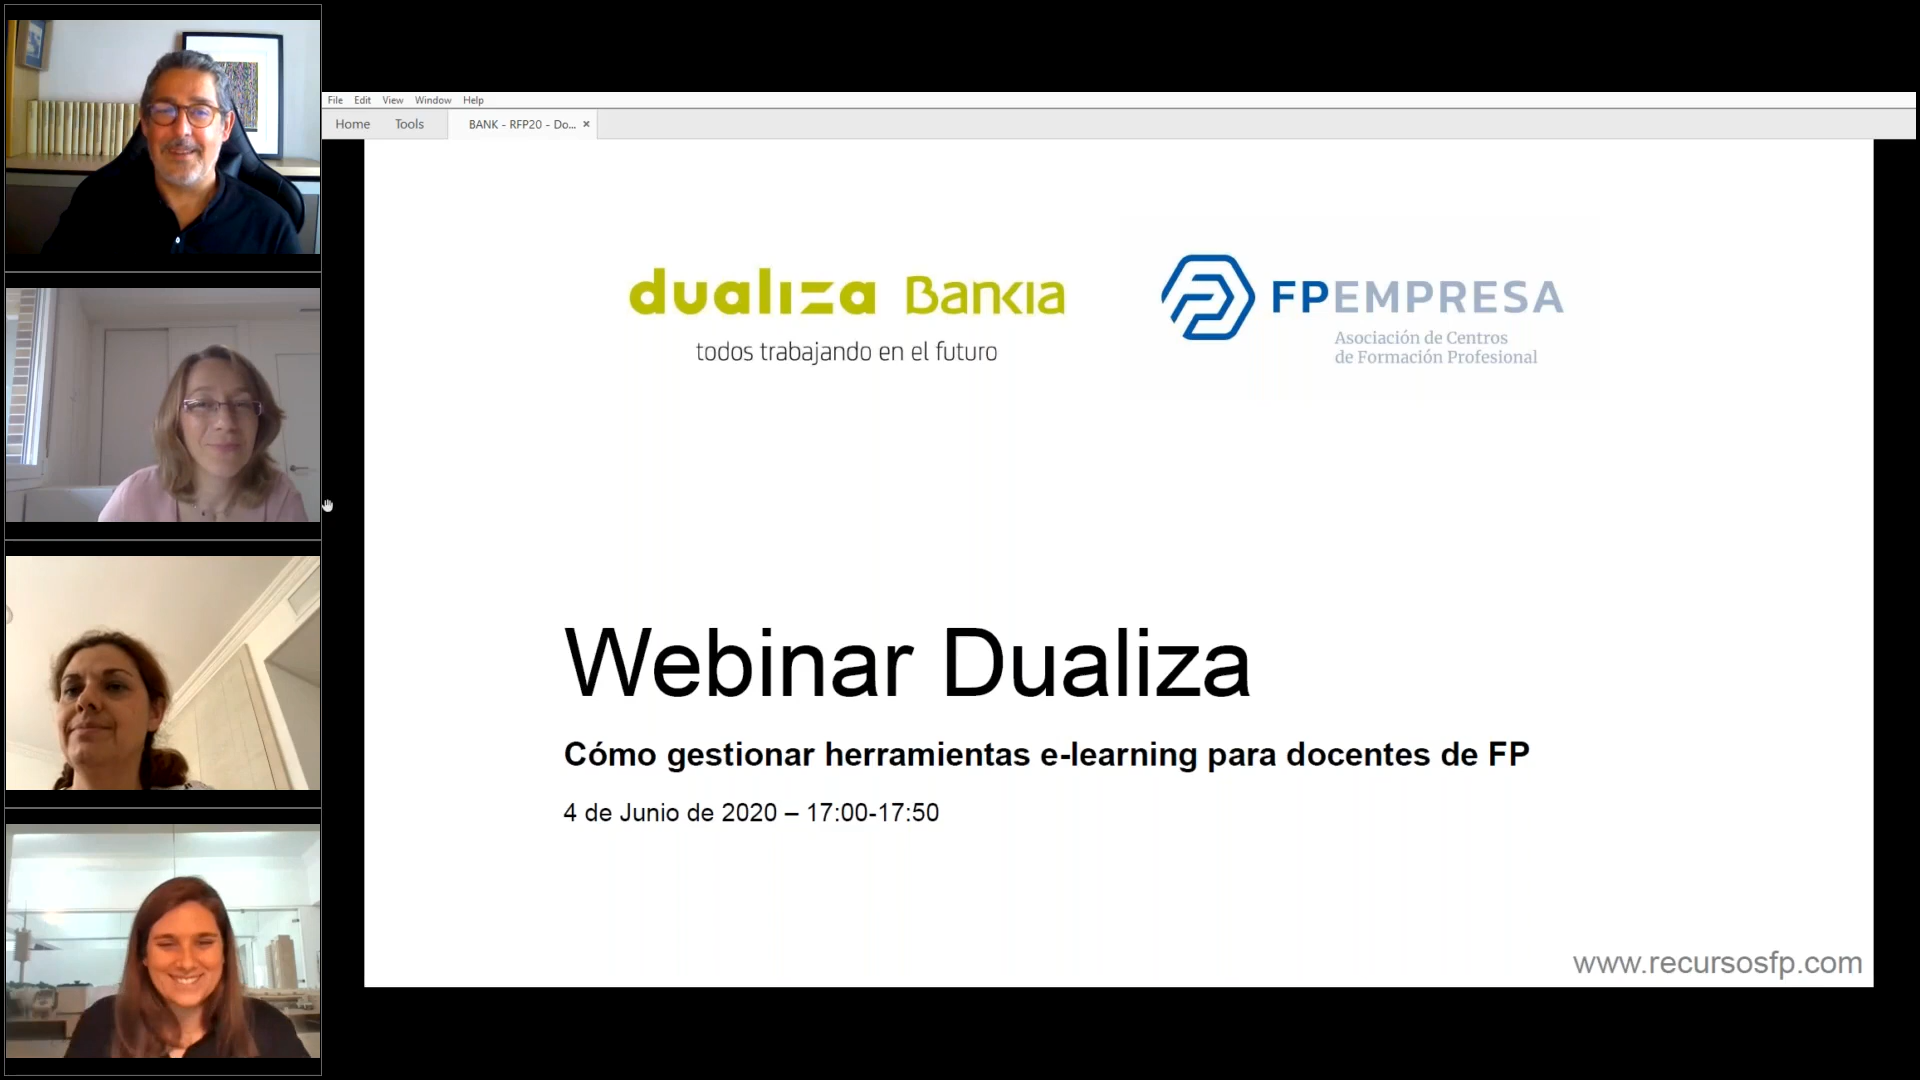 File Edit View Window Help
Home Tools BANK - RFP20 - Do... ×
dualiza Bankia
todos trabajando en el futuro
FPEMPRESA
Asociación de Centros
de Formación Profesional
Webinar Dualiza
Cómo gestionar herramientas e-learning para docentes de FP
4 de Junio de 2020 – 17:00-17:50
www.recursosfp.com